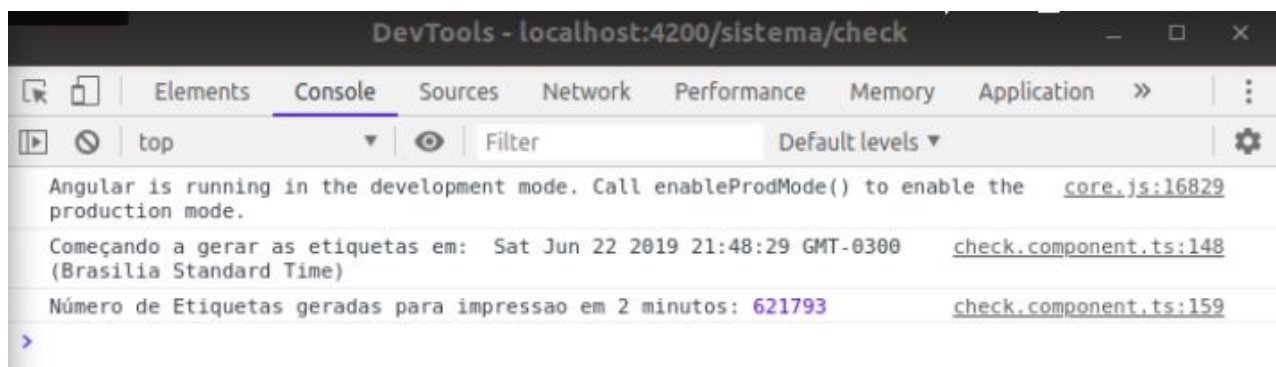 DevTools - localhost:4200/sistema/check
Elements Console Sources Network Performance Memory Application »
top Filter Default levels
Angular is running in the development mode. Call enableProdMode() to enable the core.js:16829
production mode.
Começando a gerar as etiquetas em: Sat Jun 22 2019 21:48:29 GMT-0300 check.component.ts:148
(Brasilia Standard Time)
Número de Etiquetas geradas para impressao em 2 minutos: 621793 check.component.ts:159